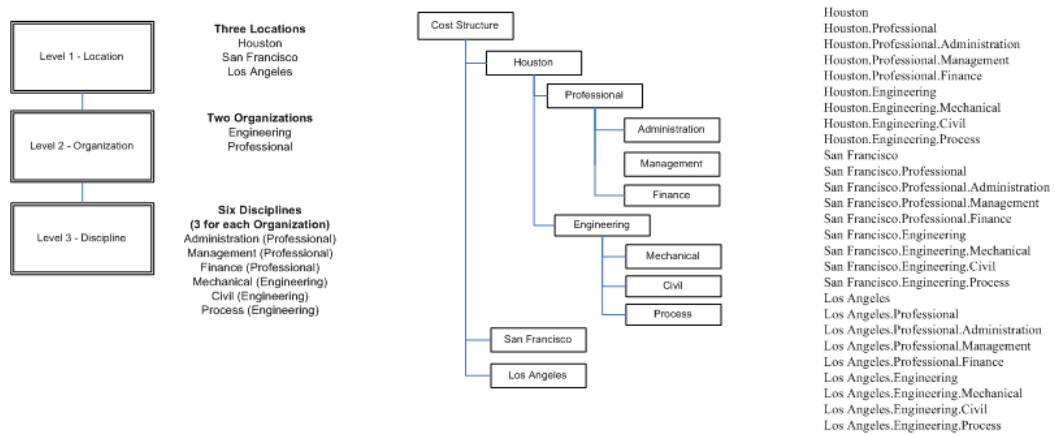 Level 1 - Location
Level 2 - Organization
Level 3 - Discipline
Three Locations
Houston
San Francisco
Los Angeles
Two Organizations
Engineering
Professional
Six Disciplines
(3 for each Organization)
Administration (Professional)
Management (Professional)
Finance (Professional)
Mechanical (Engineering)
Civil (Engineering)
Process (Engineering)
Cost Structure
Houston
Professional
Administration
Management
Finance
Engineering
Mechanical
Civil
Process
San Francisco
Los Angeles
Houston
Houston.Professional
Houston.Professional.Administration
Houston.Professional.Management
Houston.Professional.Finance
Houston.Engineering
Houston.Engineering.Mechanical
Houston.Engineering.Civil
Houston.Engineering.Process
San Francisco
San Francisco.Professional
San Francisco.Professional.Administration
San Francisco.Professional.Management
San Francisco.Professional.Finance
San Francisco.Engineering
San Francisco.Engineering.Mechanical
San Francisco.Engineering.Civil
San Francisco.Engineering.Process
Los Angeles
Los Angeles.Professional
Los Angeles.Professional.Administration
Los Angeles.Professional.Management
Los Angeles.Professional.Finance
Los Angeles.Engineering
Los Angeles.Engineering.Mechanical
Los Angeles.Engineering.Civil
Los Angeles.Engineering.Process